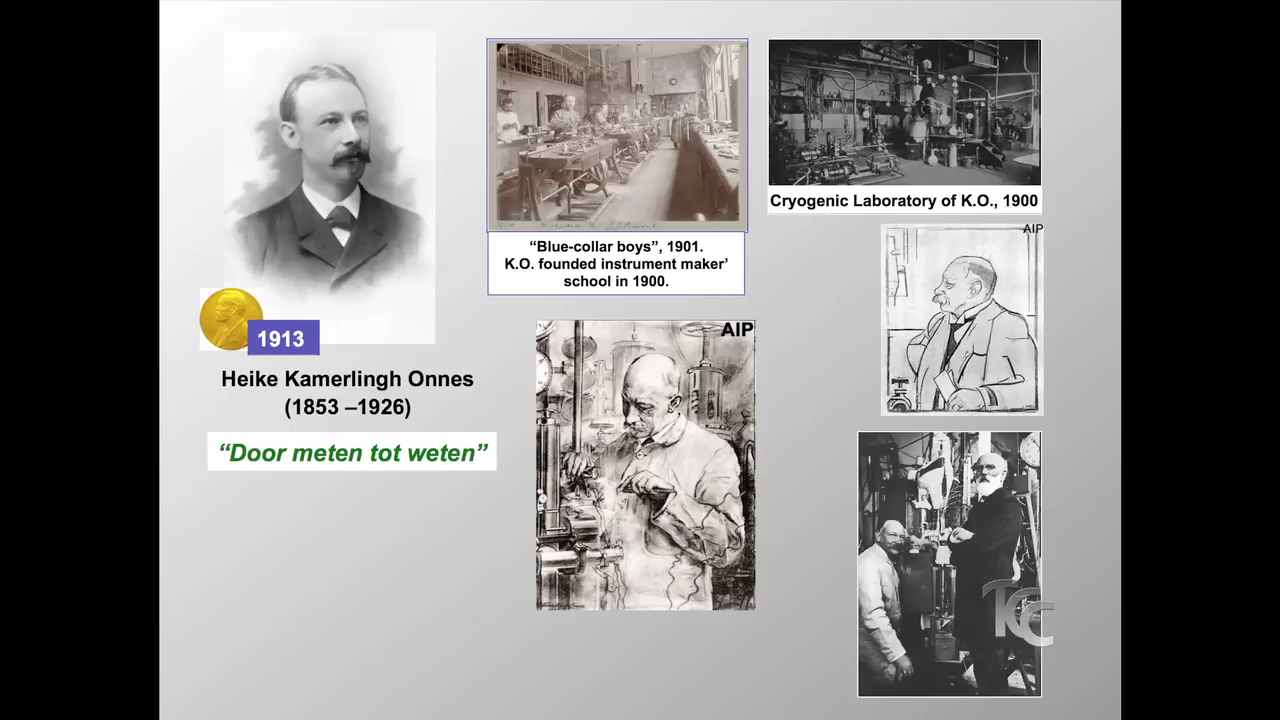 1913
Heike Kamerlingh Onnes
(1853 –1926)
“Door meten tot weten”
“Blue-collar boys”, 1901.
K.O. founded instrument maker’
school in 1900.
Cryogenic Laboratory of K.O., 1900
AIP
AIP
TCC